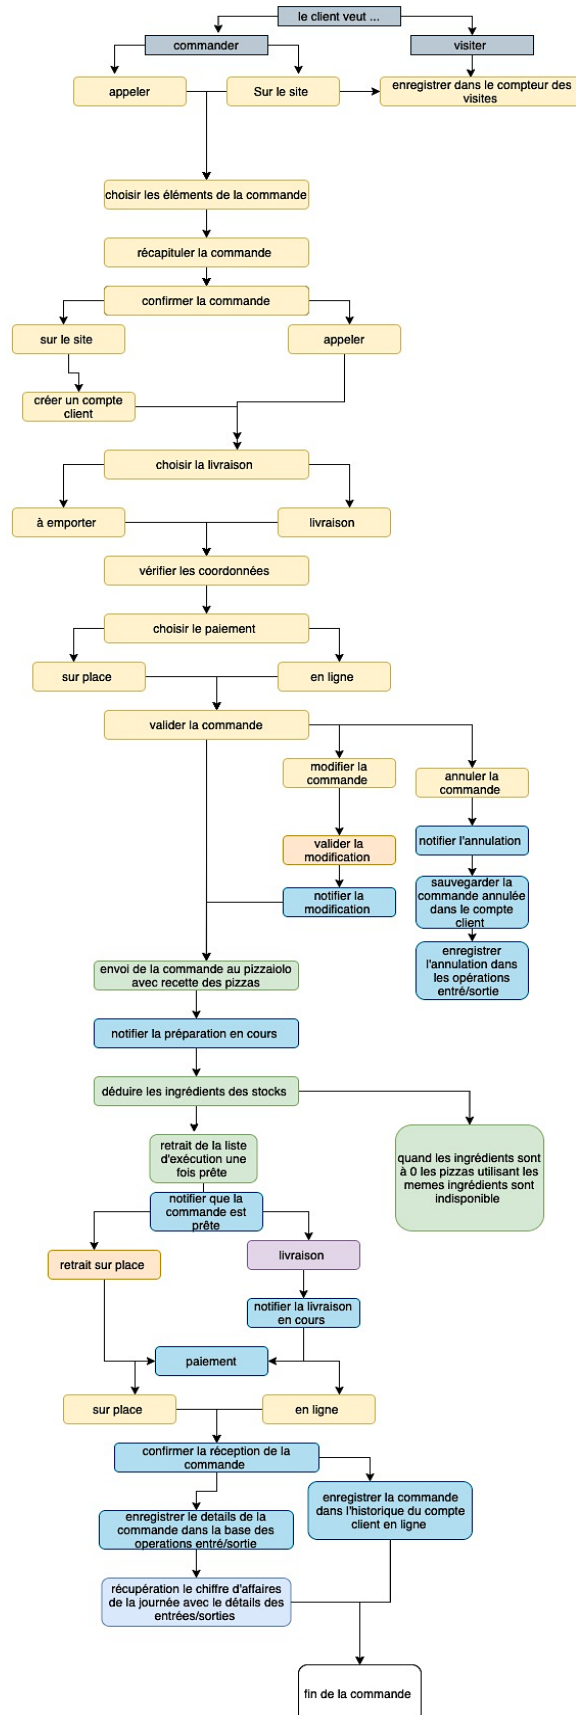 le client veut ...
commander
visiter
appeler
Sur le site
enregistrer dans le compteur des
visites
choisir les éléments de la commande
récapituler la commande
confirmer la commande
sur le site
appeler
créer un compte
client
choisir la livraison
à emporter
livraison
vérifier les coordonnées
choisir le paiement
sur place
en ligne
valider la commande
modifier la
commande
annuler la
commande
valider la
modification
notifier l'annulation
notifier la
modification
sauvegarder la
commande annulée
dans le compte
client
enregistrer
l'annulation dans
les opérations
entré/sortie
envoi de la commande au pizzaiolo
avec recette des pizzas
notifier la préparation en cours
déduire les ingrédients des stocks
retrait de la liste
d'exécution une
fois prête
quand les ingrédients sont
à 0 les pizzas utilisant les
memes ingrédients sont
indisponible
notifier que la
commande est
prête
retrait sur place
livraison
notifier la livraison
en cours
paiement
sur place
en ligne
confirmer la réception de la
commande
enregistrer le details de la
commande dans la base des
operations entré/sortie
enregistrer la commande
dans l'historique du compte
client en ligne
récupération le chiffre d'affaires
de la journée avec le détails des
entrées/sorties
fin de la commande